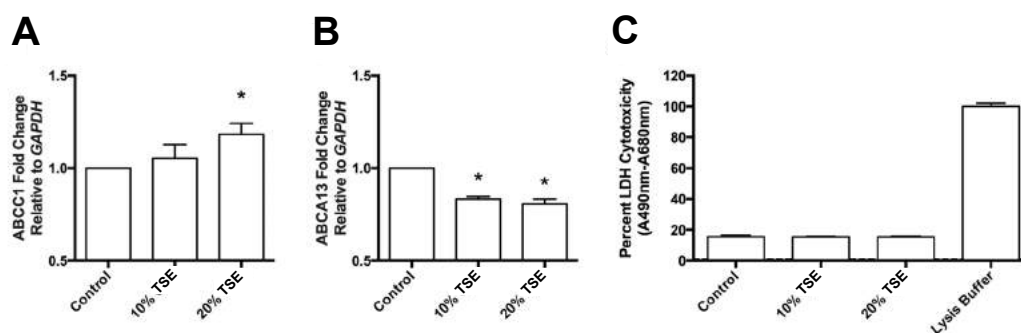 A
ABCC1 Fold Change
Relative to GAPDH
1.5
1.0
0.5
*
Control
10% TSE
20% TSE
B
ABCA13 Fold Change
Relative to GAPDH
1.5
1.0
0.5
*
*
Control
10% TSE
20% TSE
C
Percent LDH Cytotoxicity
(A490nm-A680nm)
120
100
80
60
40
20
0
Control
10% TSE
20% TSE
Lysis Buffer